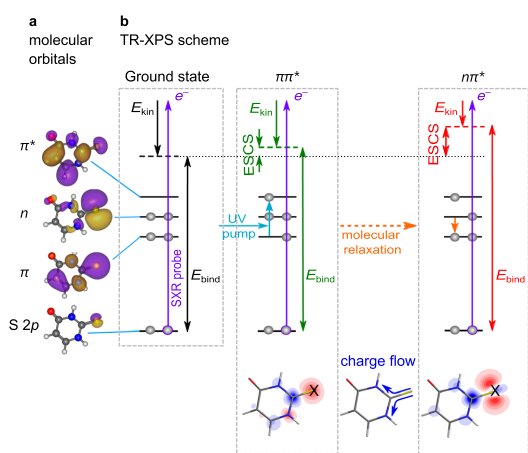 a b
molecular
orbitals
TR-XPS scheme
Ground state
ππ*
nπ*
π*
n
π
S 2p
e⁻
E_kin
SXR probe
E_bind
e⁻
E_kin
ESCS
UV
pump
E_bind
molecular
relaxation
e⁻
E_kin
ESCS
E_bind
X
charge flow
X